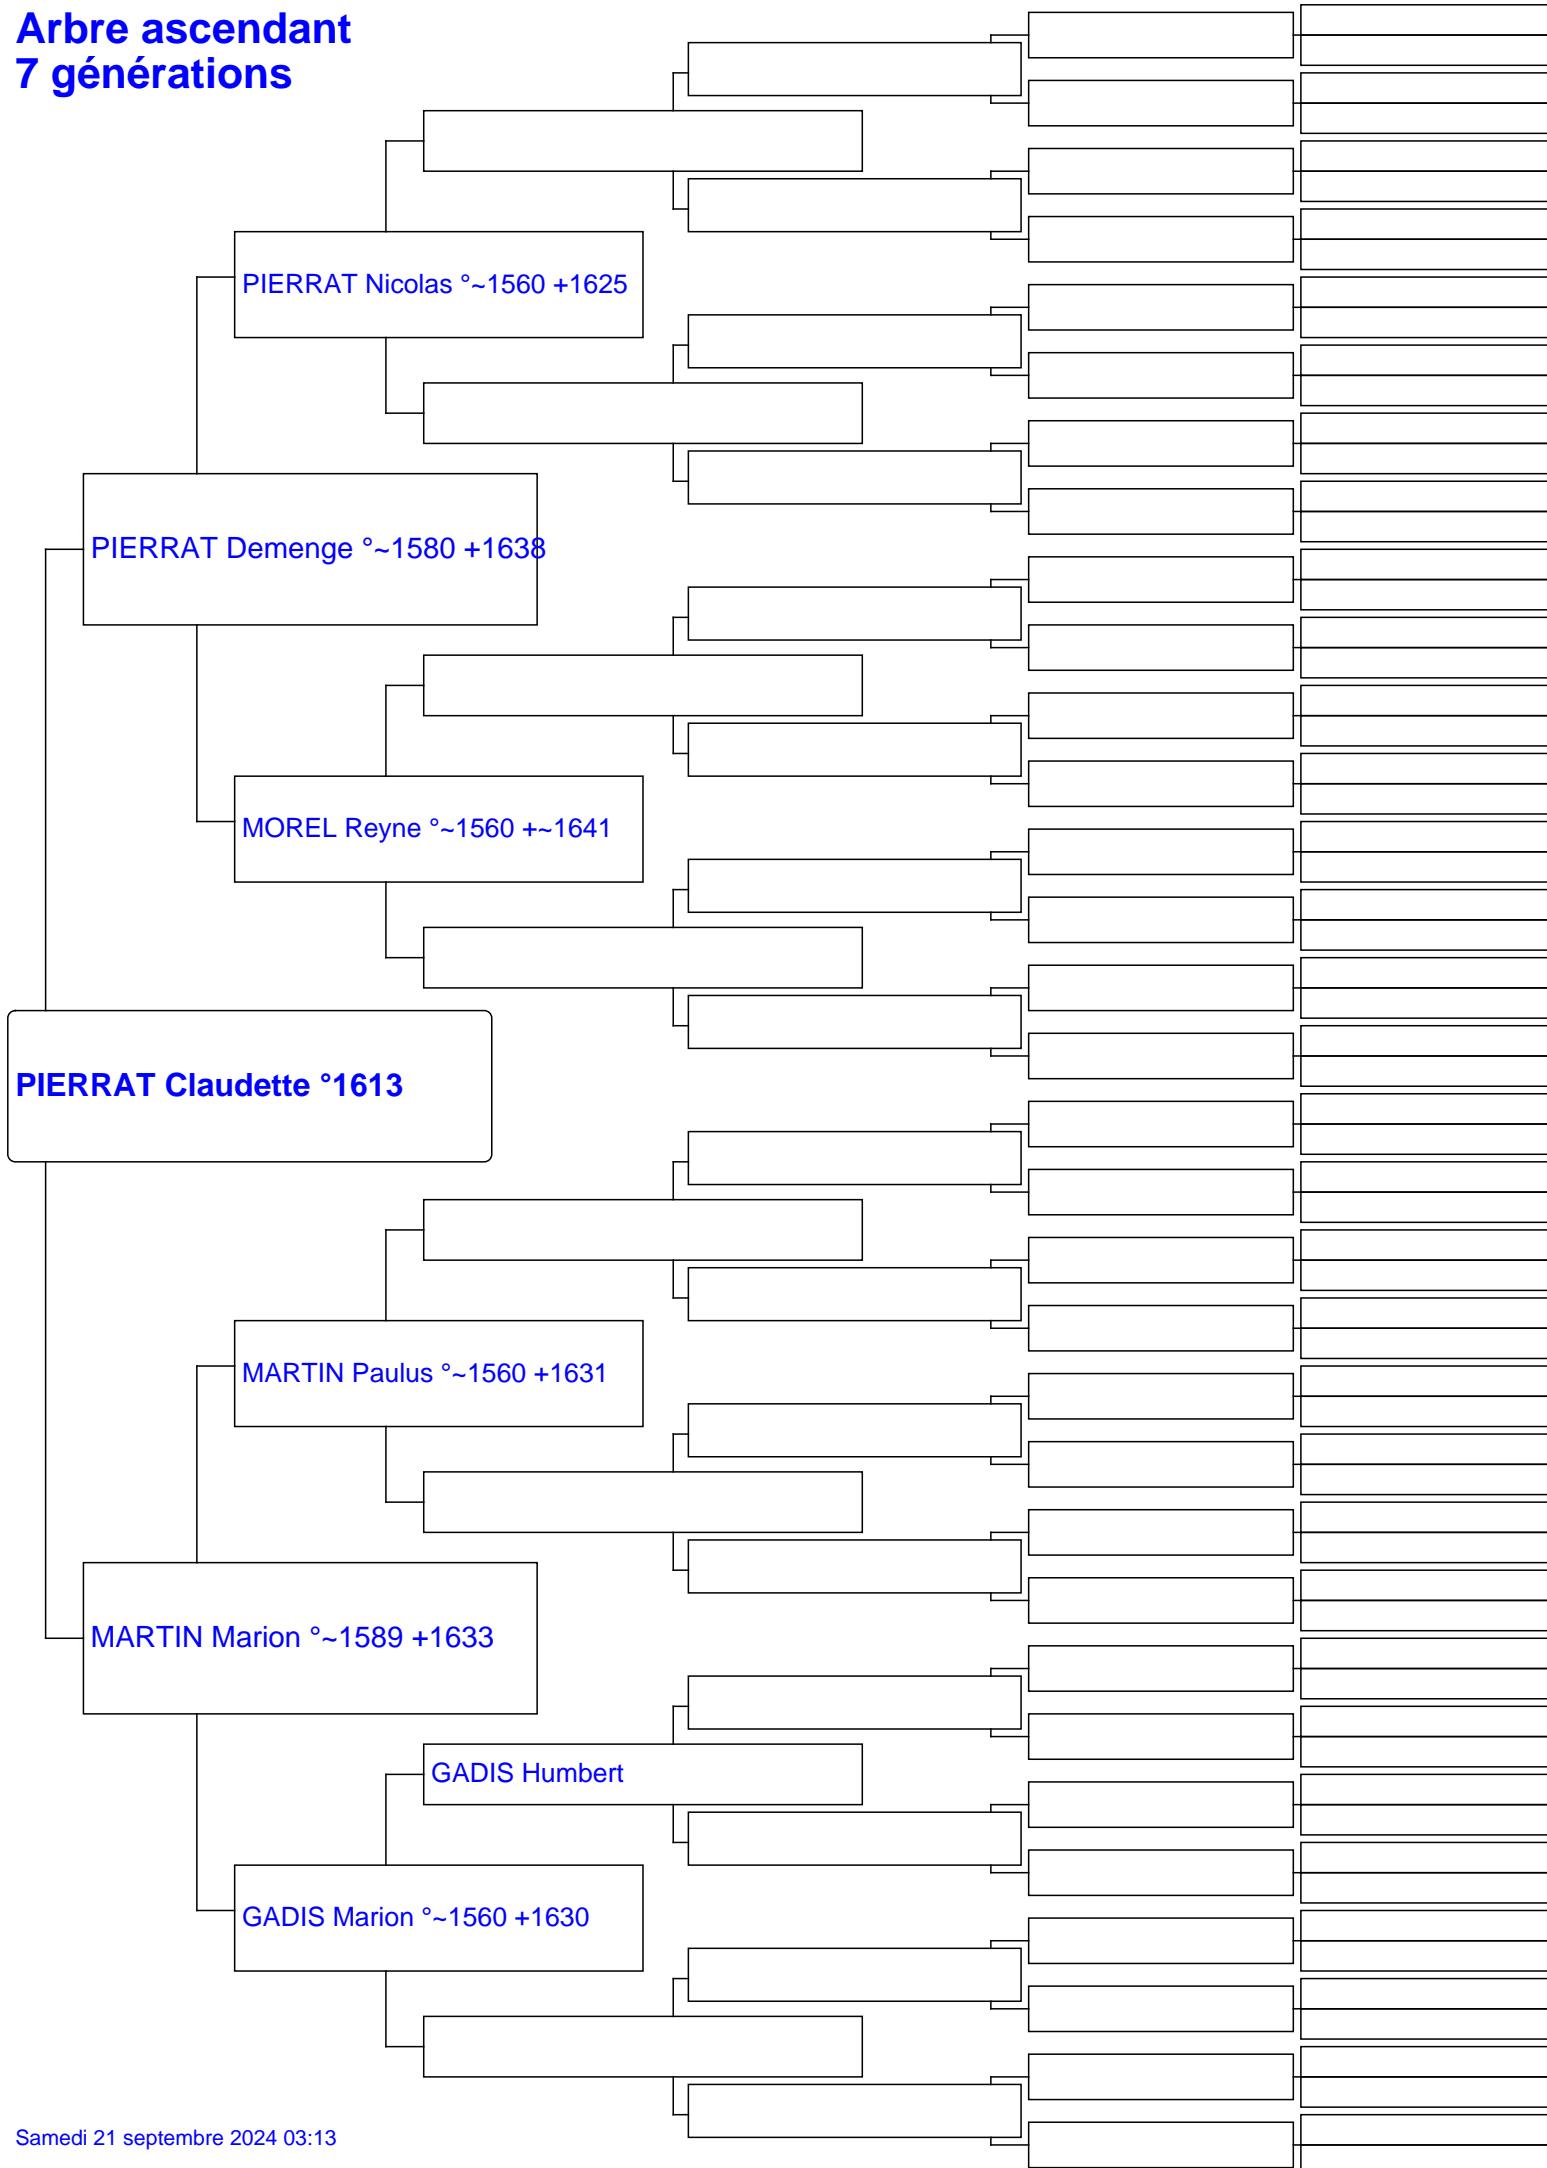 Arbre ascendant
7 générations
PIERRAT Nicolas °~1560 +1625
PIERRAT Demenge °~1580 +1638
MOREL Reyne °~1560 +~1641
PIERRAT Claudette °1613
MARTIN Paulus °~1560 +1631
MARTIN Marion °~1589 +1633
GADIS Humbert
GADIS Marion °~1560 +1630
Samedi 21 septembre 2024 03:13